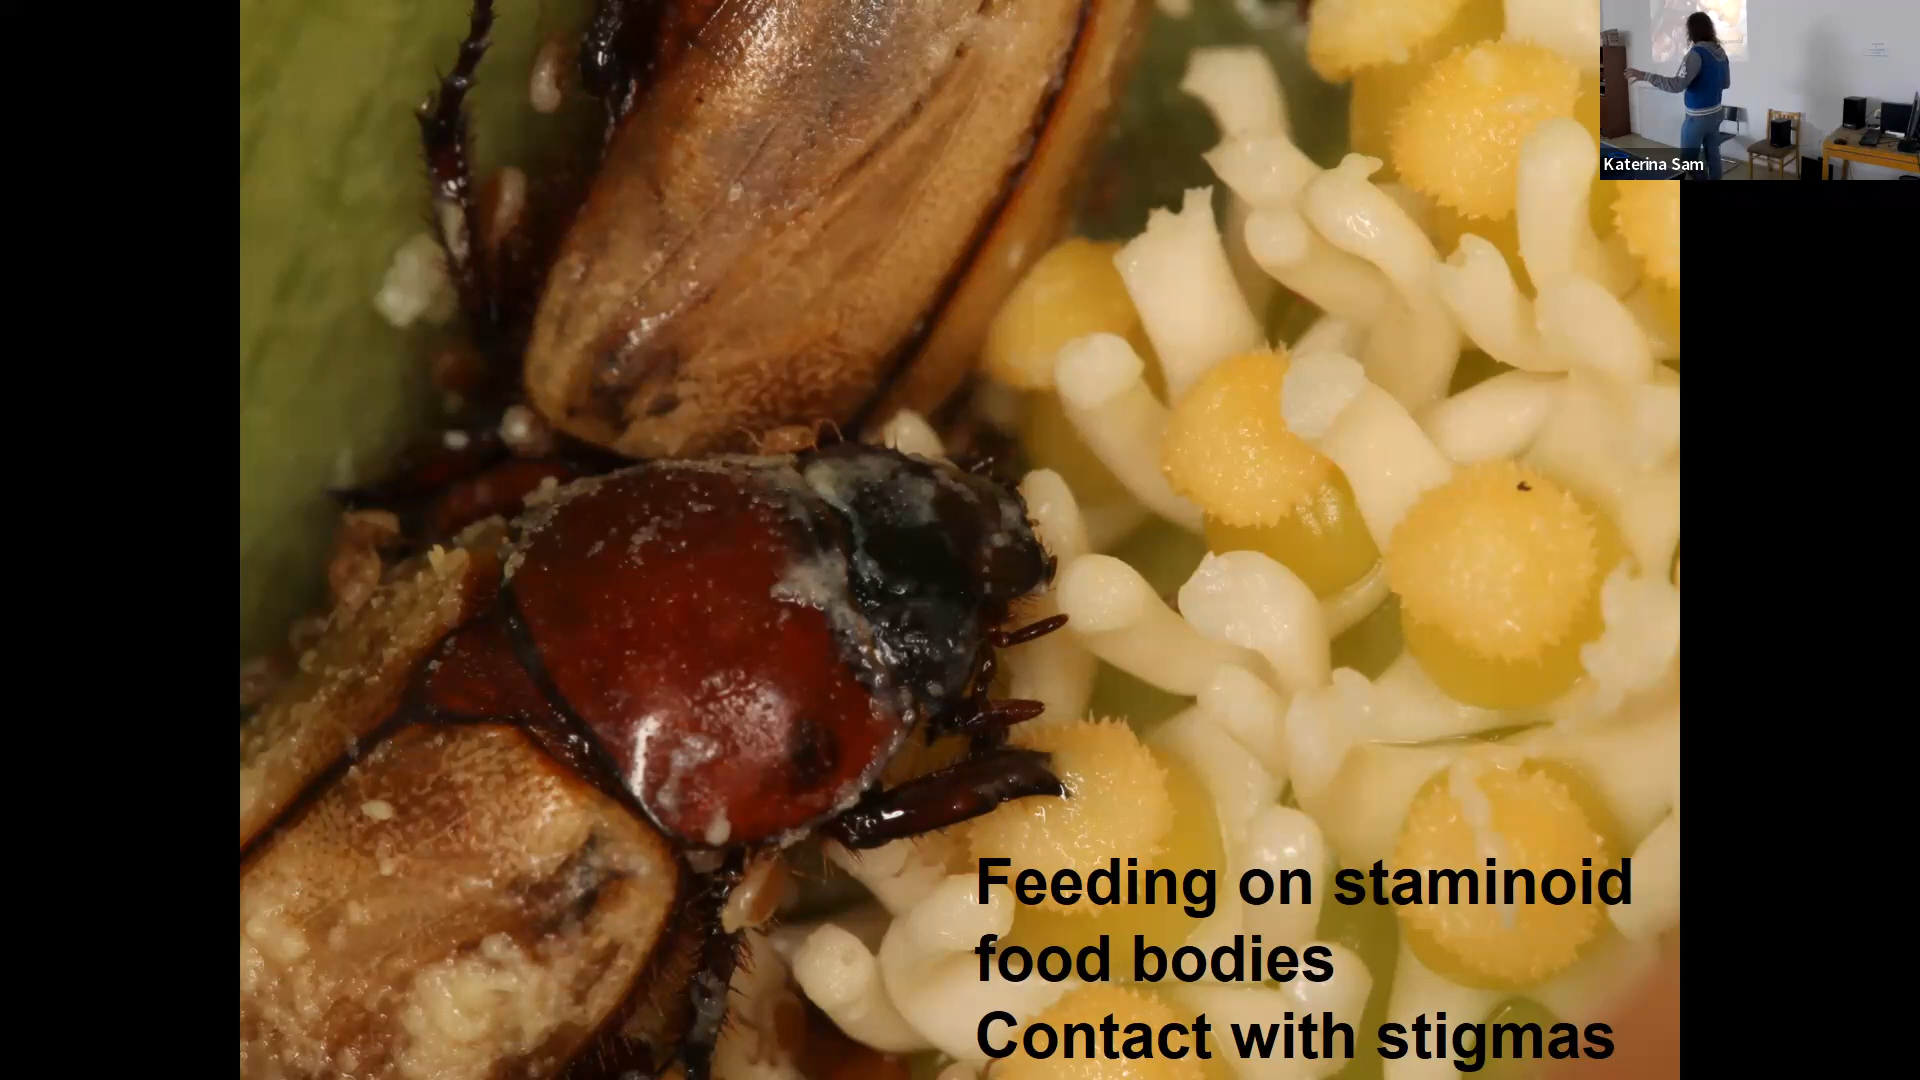 Katerina Sam
Feeding on staminoid
food bodies
Contact with stigmas